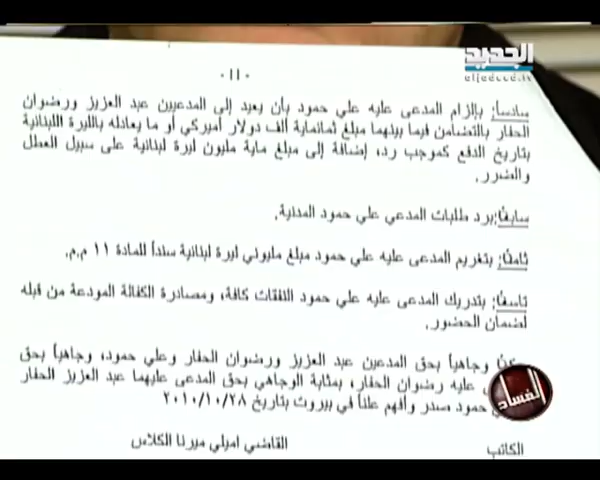 الجديد
aljadeed.tv
٠١١٠
سادساً: بإلزام المدعى عليه علي حمود بأن يعيد إلى المدعيين عبد العزيز ورضوان
الحفار بالتضامن فيما بينهما مبلغ ثمانماية ألف دولار أميركي أو ما يعادله بالليرة اللبنانية
بتاريخ الدفع كموجب رد، إضافة إلى مبلغ ماية مليون ليرة لبنانية على سبيل العطل
والضرر.
سابعاً: برد طلبات المدعي علي حمود المدنية.
ثامناً: بتغريم المدعى عليه علي حمود مبلغ مليوني ليرة لبنانية سنداً للمادة ١١ م.م.
تاسعاً: بتدريك المدعى عليه علي حمود النفقات كافة، ومصادرة الكفالة المودعة من قبله
لضمان الحضور.
وجاهياً بحق المدعين عبد العزيز ورضوان الحفار وعلي حمود، وجاهياً بحق
عليه رضوان الحفار، بمثابة الوجاهي بحق المدعى عليهما عبد العزيز الحفار
حمود صدر وأفهم علناً في بيروت بتاريخ ٢٠١٠/١٠/٢٨
الفساد
الكاتب القاضي اميلي ميرنا الكلاس